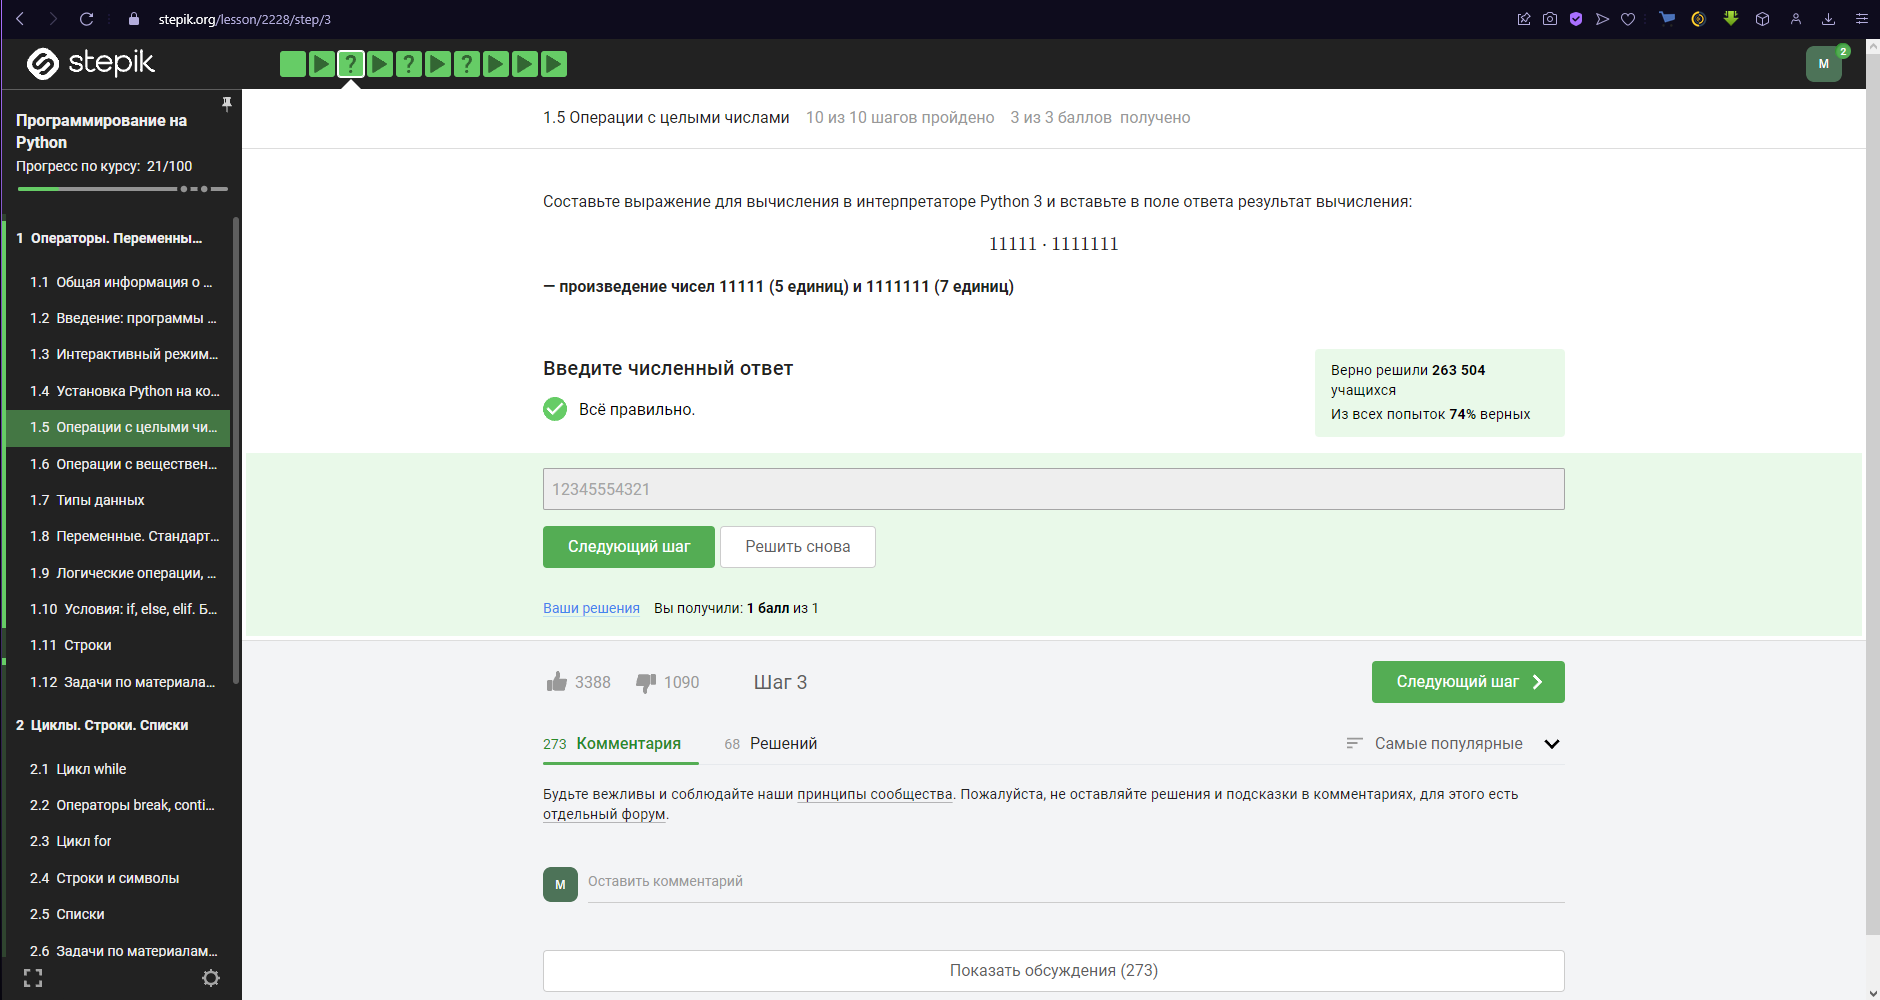 stepik.org/lesson/2228/step/3
stepik
? ? ?
M
2
Программирование на
Python
Прогресс по курсу: 21/100
1 Операторы. Переменны...
1.1 Общая информация о ...
1.2 Введение: программы ...
1.3 Интерактивный режим...
1.4 Установка Python на ко...
1.5 Операции с целыми чи...
1.6 Операции с веществен...
1.7 Типы данных
1.8 Переменные. Стандарт...
1.9 Логические операции, ...
1.10 Условия: if, else, elif. Б...
1.11 Строки
1.12 Задачи по материала...
2 Циклы. Строки. Списки
2.1 Цикл while
2.2 Операторы break, conti...
2.3 Цикл for
2.4 Строки и символы
2.5 Списки
2.6 Задачи по материалам...
1.5 Операции с целыми числами 10 из 10 шагов пройдено 3 из 3 баллов получено
Составьте выражение для вычисления в интерпретаторе Python 3 и вставьте в поле ответа результат вычисления:
11111 · 1111111
— произведение чисел 11111 (5 единиц) и 1111111 (7 единиц)
Введите численный ответ
Всё правильно.
Верно решили 263 504
учащихся
Из всех попыток 74% верных
12345554321
Следующий шаг
Решить снова
Ваши решения Вы получили: 1 балл из 1
3388 1090 Шаг 3
Следующий шаг
273 Комментария 68 Решений
Самые популярные
Будьте вежливы и соблюдайте наши принципы сообщества. Пожалуйста, не оставляйте решения и подсказки в комментариях, для этого есть
отдельный форум.
M
Оставить комментарий
Показать обсуждения (273)